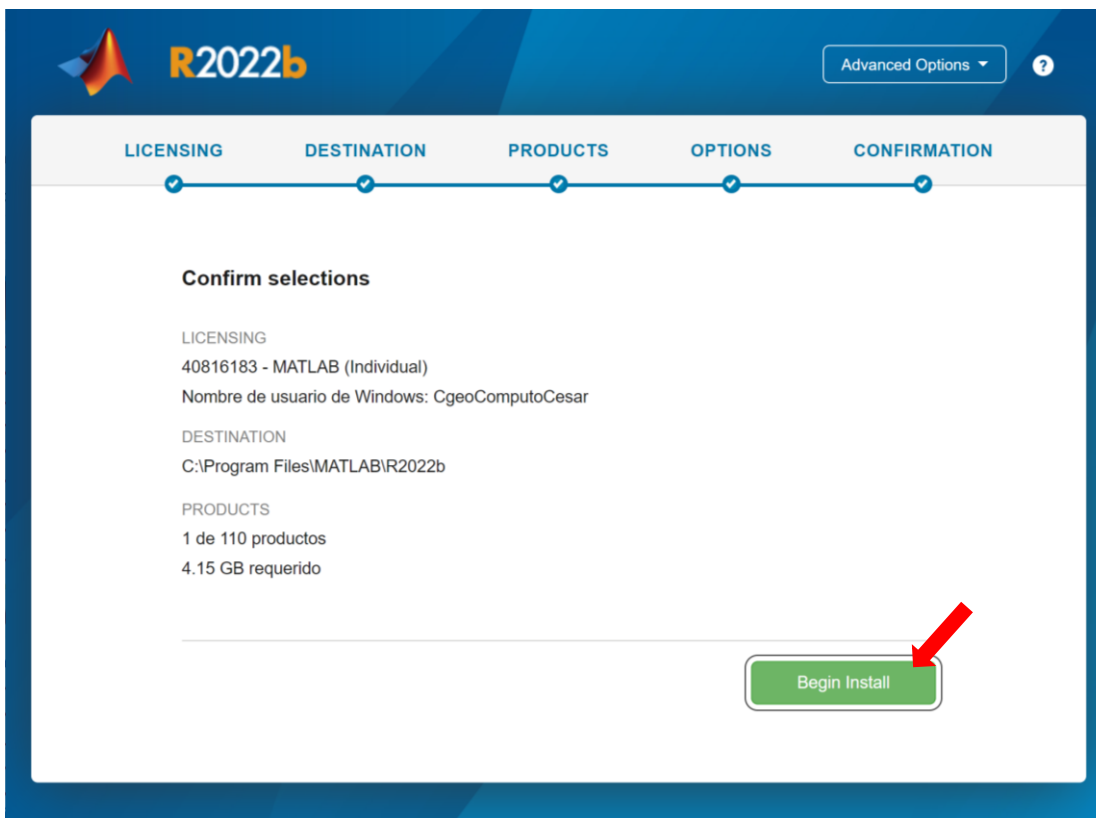 R2022b
Advanced Options
?
LICENSING DESTINATION PRODUCTS OPTIONS CONFIRMATION
Confirm selections
LICENSING
40816183 - MATLAB (Individual)
Nombre de usuario de Windows: CgeoComputoCesar
DESTINATION
C:\Program Files\MATLAB\R2022b
PRODUCTS
1 de 110 productos
4.15 GB requerido
Begin Install